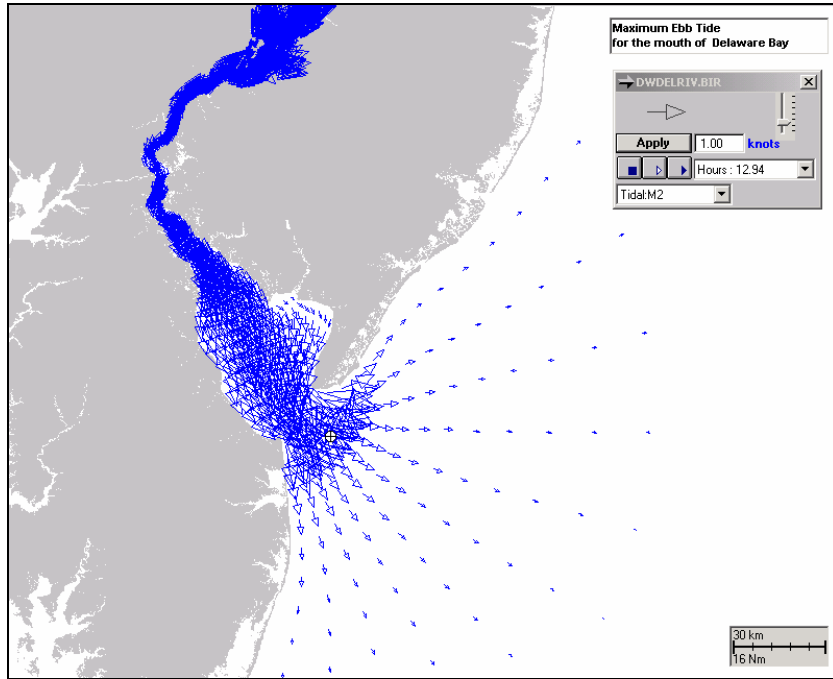 Maximum Ebb Tide
for the mouth of Delaware Bay
DWDELRIV.BIR
Apply 1.00 knots
Hours : 12.94
Tidal:M2
30 km
16 Nm